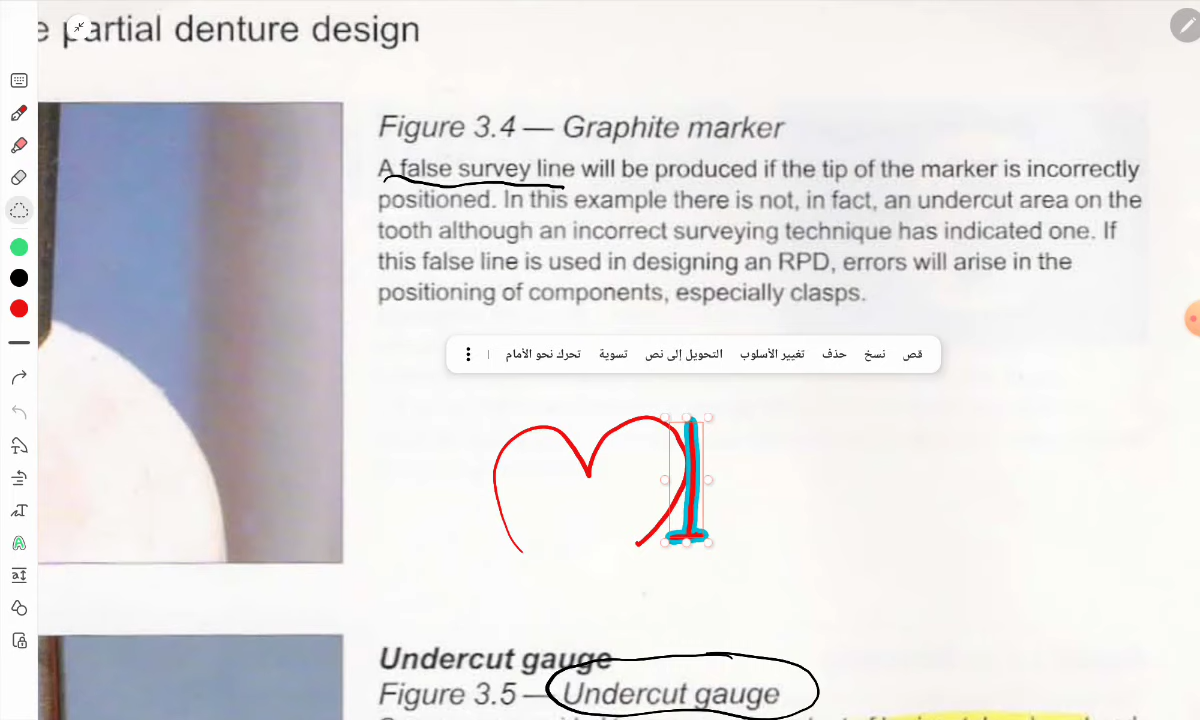 partial denture design
Figure 3.4 — Graphite marker
A false survey line will be produced if the tip of the marker is incorrectly
positioned. In this example there is not, in fact, an undercut area on the
tooth although an incorrect surveying technique has indicated one. If
this false line is used in designing an RPD, errors will arise in the
positioning of components, especially clasps.
قص نسخ حذف تغيير الأسلوب التحويل إلى نص تسوية تحرك نحو الأمام
Undercut gauge
Figure 3.5 — Undercut gauge